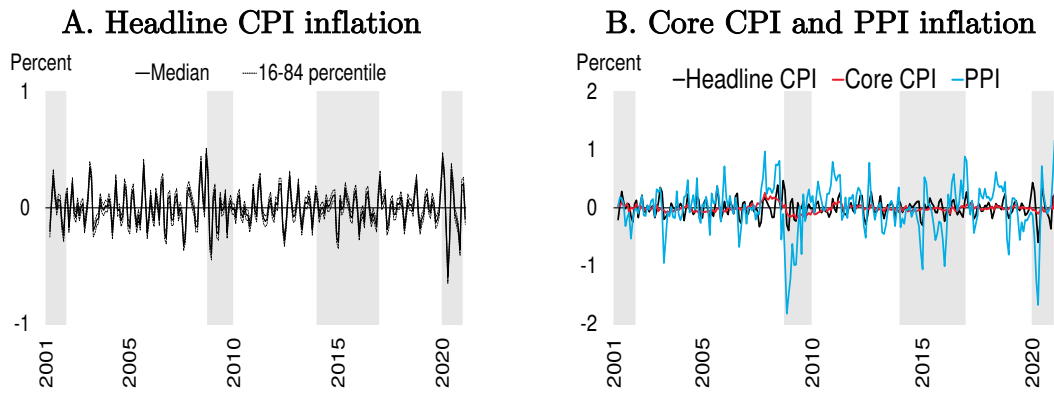 A. Headline CPI inflation
Percent
Median
16-84 percentile
1
0
-1
2001
2005
2010
2015
2020
B. Core CPI and PPI inflation
Percent
Headline CPI
Core CPI
PPI
2
1
0
-1
-2
2001
2005
2010
2015
2020